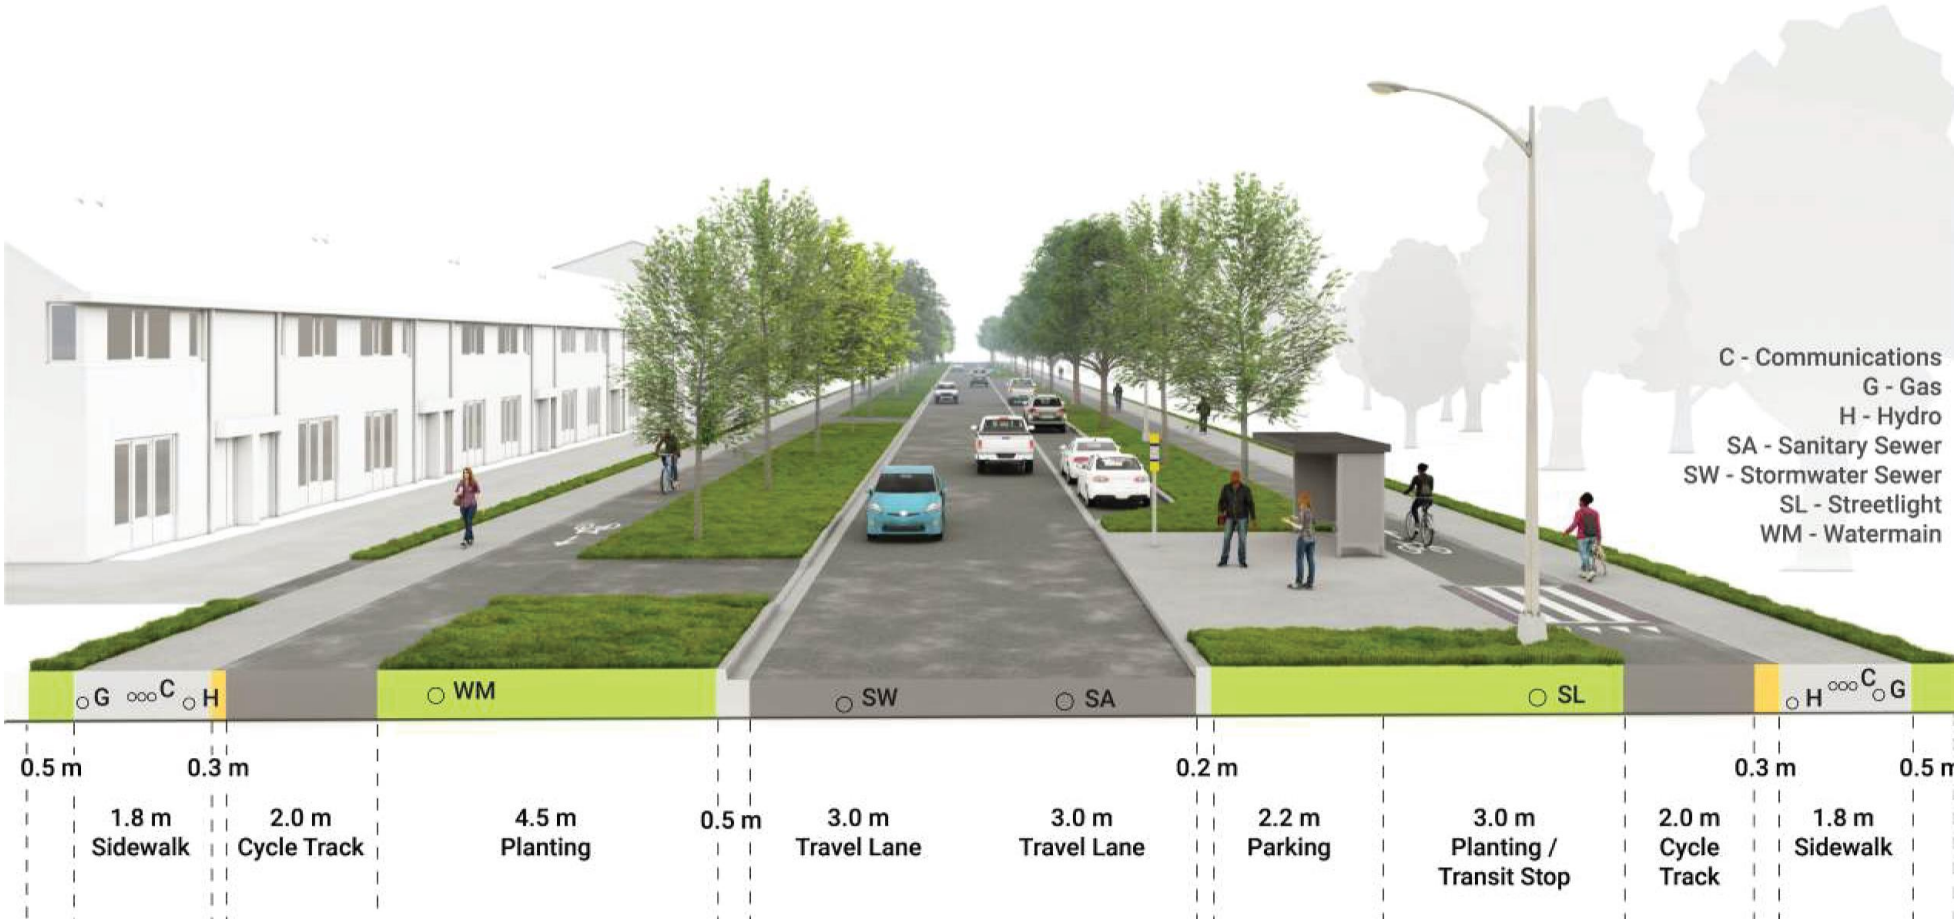 C - Communications
G - Gas
H - Hydro
SA - Sanitary Sewer
SW - Stormwater Sewer
SL - Streetlight
WM - Watermain
G C H WM SW SA SL H C G
0.5 m 0.3 m 0.2 m 0.3 m 0.5 m
1.8 m
Sidewalk
2.0 m
Cycle Track
4.5 m
Planting
0.5 m
3.0 m
Travel Lane
3.0 m
Travel Lane
2.2 m
Parking
3.0 m
Planting /
Transit Stop
2.0 m
Cycle
Track
1.8 m
Sidewalk